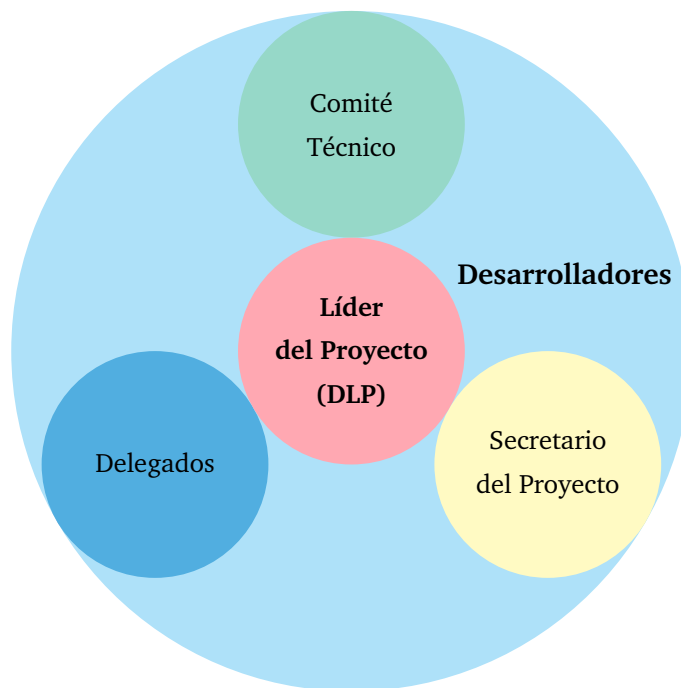 Comité
Técnico
Desarrolladores
Líder
del Proyecto
(DLP)
Delegados
Secretario
del Proyecto